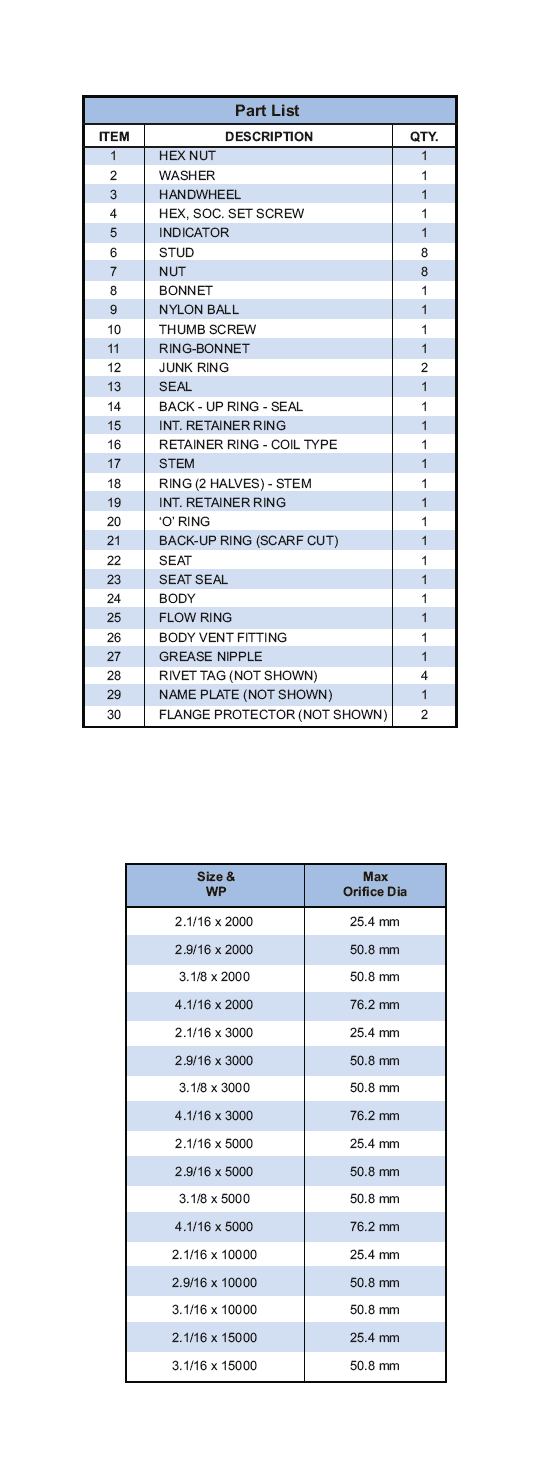 Part List
ITEM DESCRIPTION QTY.
1 HEX NUT 1
2 WASHER 1
3 HANDWHEEL 1
4 HEX, SOC. SET SCREW 1
5 INDICATOR 1
6 STUD 8
7 NUT 8
8 BONNET 1
9 NYLON BALL 1
10 THUMB SCREW 1
11 RING-BONNET 1
12 JUNK RING 2
13 SEAL 1
14 BACK - UP RING - SEAL 1
15 INT. RETAINER RING 1
16 RETAINER RING - COIL TYPE 1
17 STEM 1
18 RING (2 HALVES) - STEM 1
19 INT. RETAINER RING 1
20 ‘O’ RING 1
21 BACK-UP RING (SCARF CUT) 1
22 SEAT 1
23 SEAT SEAL 1
24 BODY 1
25 FLOW RING 1
26 BODY VENT FITTING 1
27 GREASE NIPPLE 1
28 RIVET TAG (NOT SHOWN) 4
29 NAME PLATE (NOT SHOWN) 1
30 FLANGE PROTECTOR (NOT SHOWN) 2
Size & Max
WP Orifice Dia
2.1/16 x 2000 25.4 mm
2.9/16 x 2000 50.8 mm
3.1/8 x 2000 50.8 mm
4.1/16 x 2000 76.2 mm
2.1/16 x 3000 25.4 mm
2.9/16 x 3000 50.8 mm
3.1/8 x 3000 50.8 mm
4.1/16 x 3000 76.2 mm
2.1/16 x 5000 25.4 mm
2.9/16 x 5000 50.8 mm
3.1/8 x 5000 50.8 mm
4.1/16 x 5000 76.2 mm
2.1/16 x 10000 25.4 mm
2.9/16 x 10000 50.8 mm
3.1/16 x 10000 50.8 mm
2.1/16 x 15000 25.4 mm
3.1/16 x 15000 50.8 mm